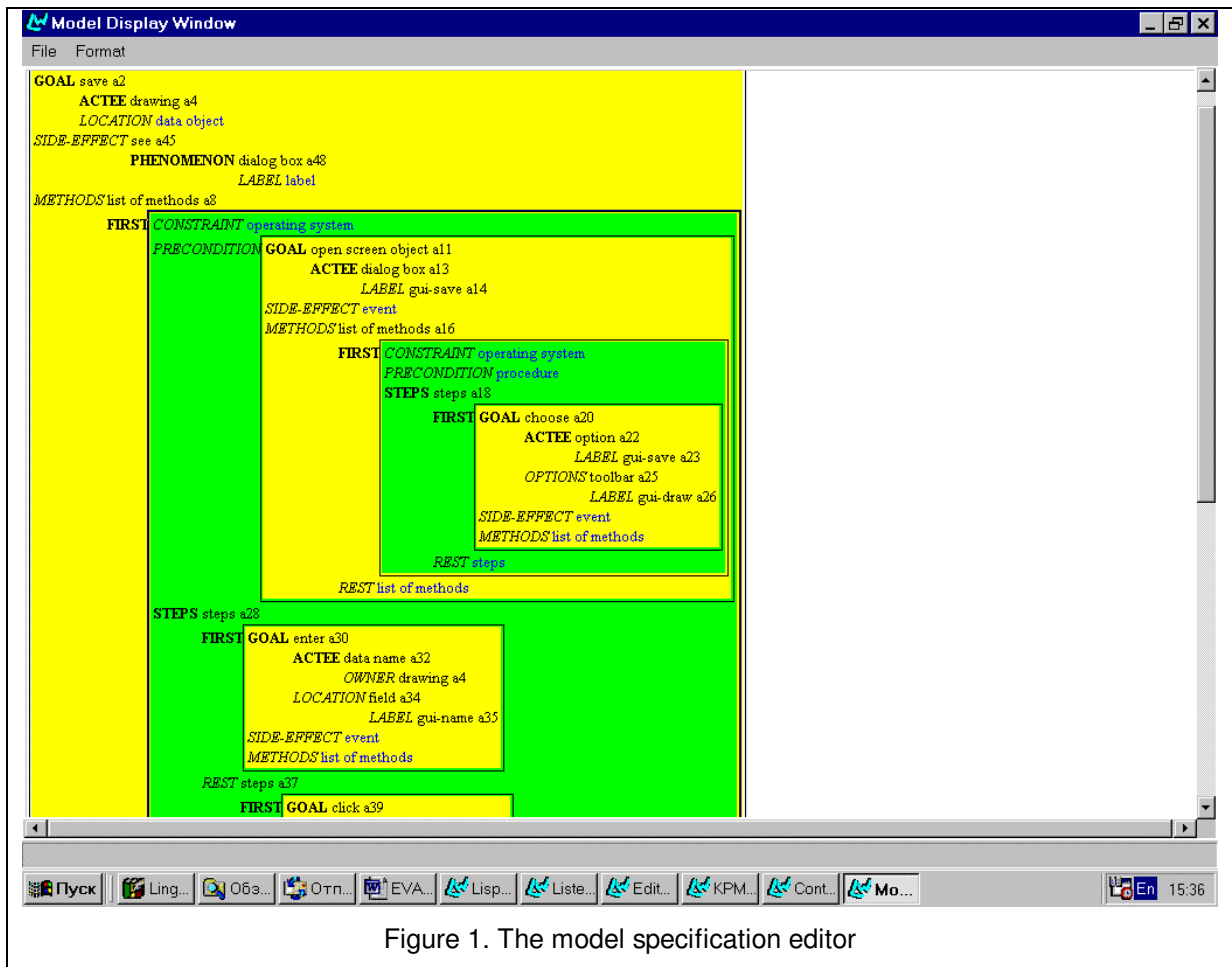 Model Display Window
File Format
GOAL save a2
ACTEE drawing a4
LOCATION data object
SIDE-EFFECT see a45
PHENOMENON dialog box a48
LABEL label
METHODS list of methods a8
FIRST CONSTRAINT operating system
PRECONDITION GOAL open screen object a11
ACTEE dialog box a13
LABEL gui-save a14
SIDE-EFFECT event
METHODS list of methods a16
FIRST CONSTRAINT operating system
PRECONDITION procedure
STEPS steps a18
FIRST GOAL choose a20
ACTEE option a22
LABEL gui-save a23
OPTIONS toolbar a25
LABEL gui-draw a26
SIDE-EFFECT event
METHODS list of methods
REST steps
REST list of methods
STEPS steps a28
FIRST GOAL enter a30
ACTEE data name a32
OWNER drawing a4
LOCATION field a34
LABEL gui-name a35
SIDE-EFFECT event
METHODS list of methods
REST steps a37
FIRST GOAL click a39
Пуск Ling... Обз... Отп... EVA... Lisp... Liste... Edit... KPM... Cont... Mo... En 15:36
Figure 1. The model specification editor